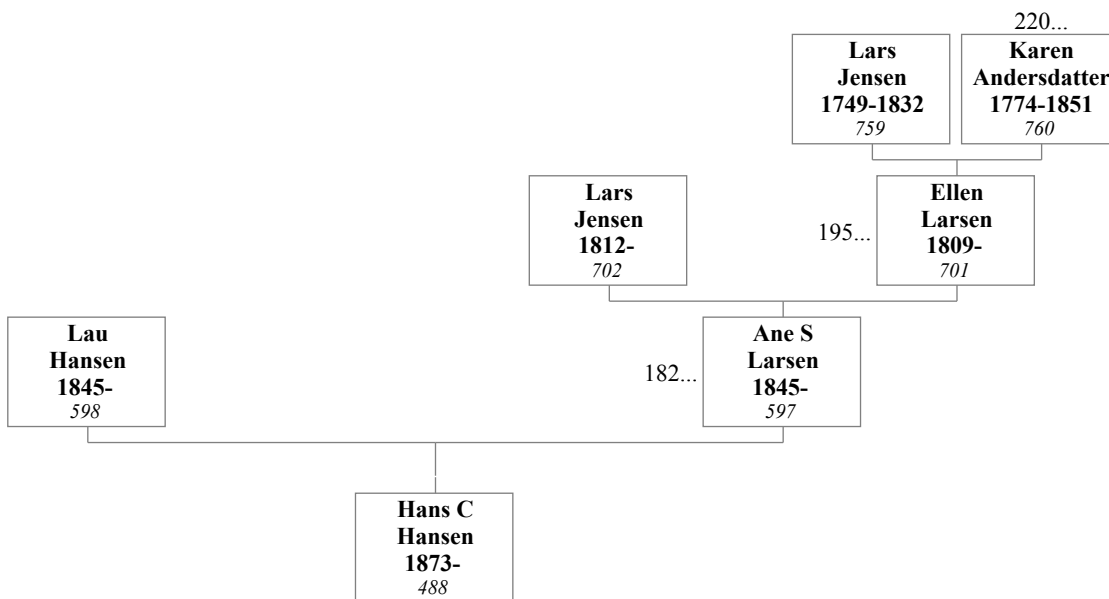 220...
Lars
Jensen
1749-1832
759
Karen
Andersdatter
1774-1851
760
Lars
Jensen
1812-
702
195...
Ellen
Larsen
1809-
701
Lau
Hansen
1845-
598
182...
Ane S
Larsen
1845-
597
Hans C
Hansen
1873-
488